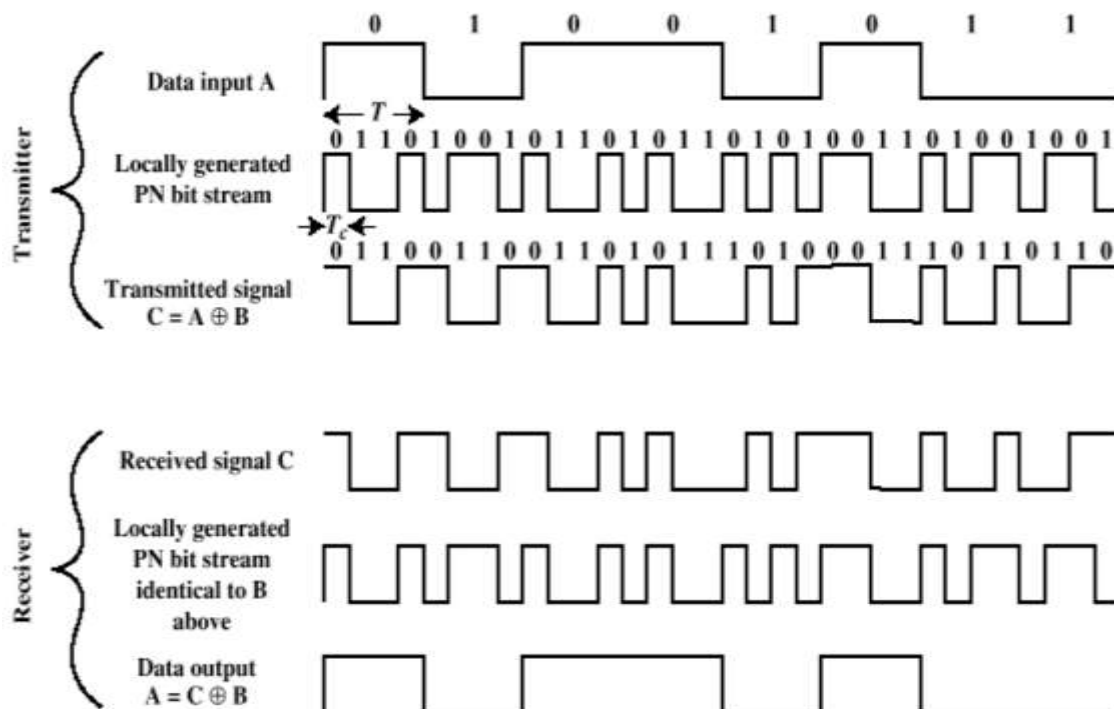 0 1 0 0 1 0 1 1
Data input A
T
0 1 1 0 1 0 0 1 0 1 1 0 1 0 1 1 0 1 0 1 0 0 1 1 0 1 0 0 1 0 0 1
Locally generated
PN bit stream
Tc
0 1 1 0 0 1 1 0 0 1 1 0 1 0 1 1 1 0 1 0 0 0 1 1 1 0 1 1 0 1 1 0
Transmitted signal
C = A ⊕ B
Transmitter
Received signal C
Locally generated
PN bit stream
identical to B
above
Data output
A = C ⊕ B
Receiver